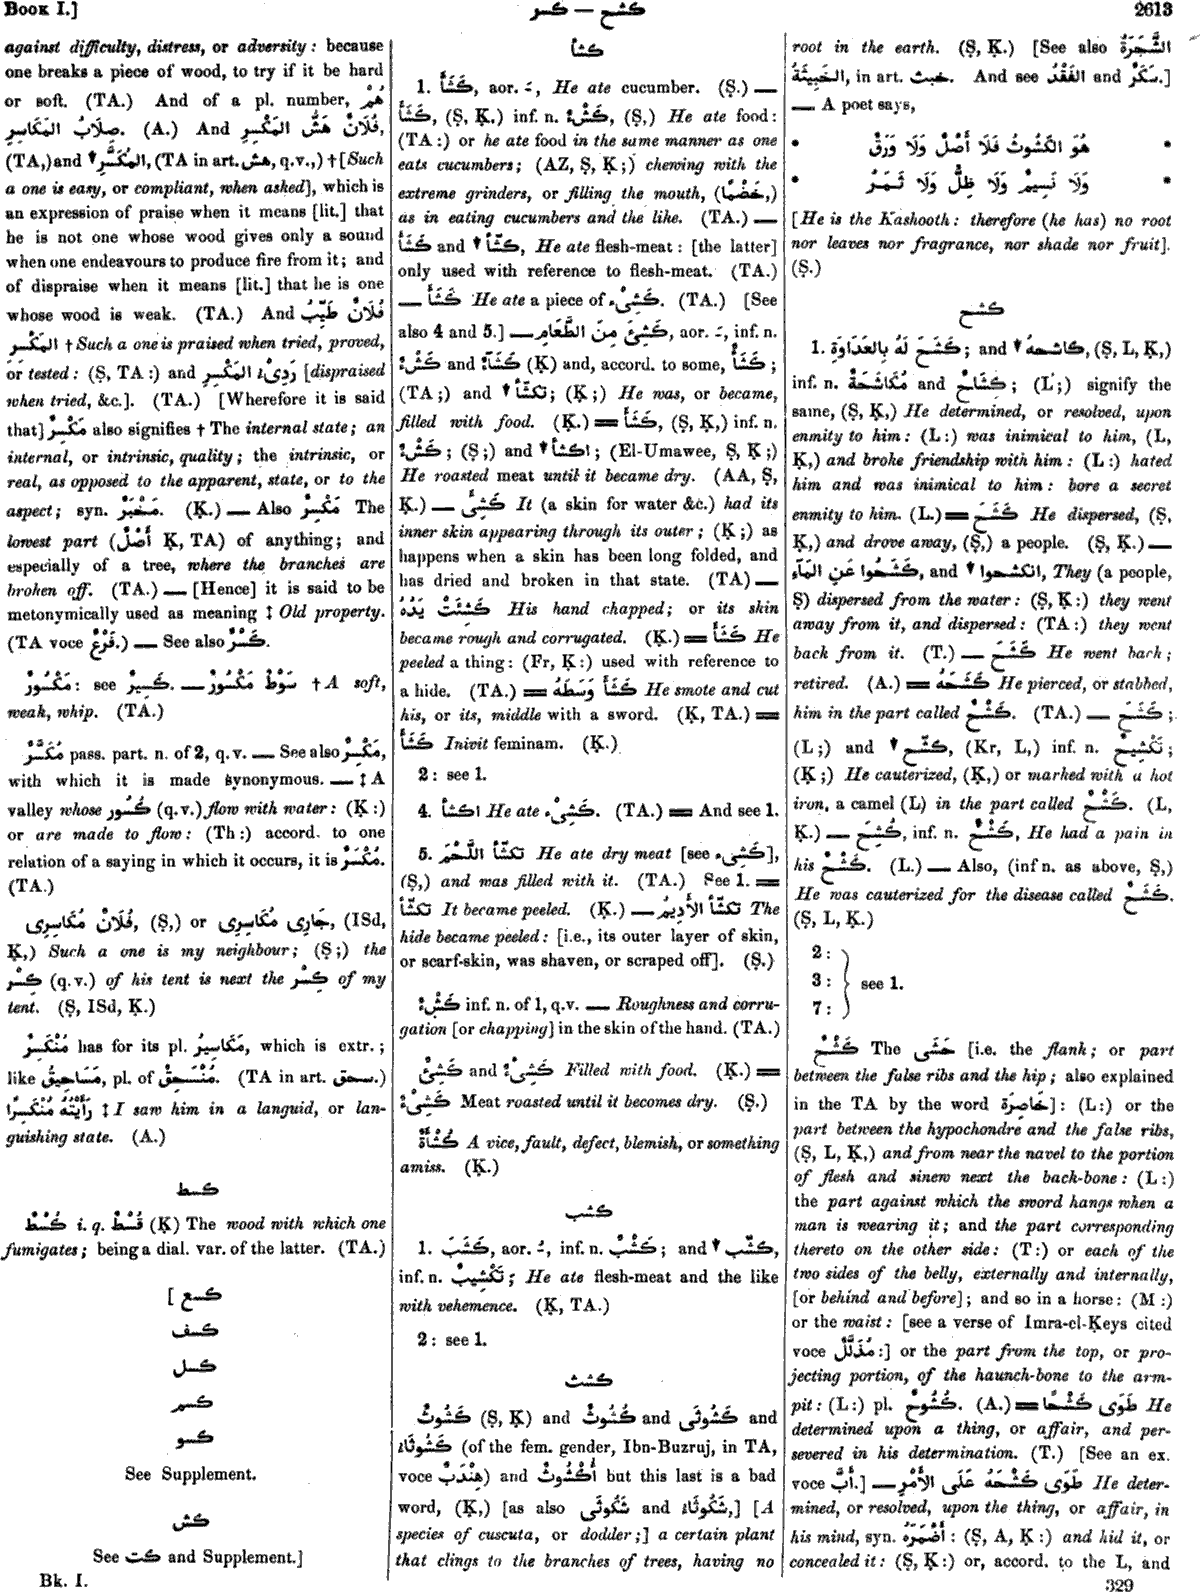 BOOK I.]
كسر — كشح
2613
against difficulty, distress, or adversity: because
one breaks a piece of wood, to try if it be hard
or soft. (TA.) And of a pl. number, هُمْ
صِلَابُ المَكَاسِرِ. (A.) And فُلَانٌ هَشُّ المَكْسِرِ,
(TA,) and المُكَسَّرِ, (TA in art. هش, q.v.,) † [Such
a one is easy, or compliant, when asked], which is
an expression of praise when it means [lit.] that
he is not one whose wood gives only a sound
when one endeavours to produce fire from it; and
of dispraise when it means [lit.] that he is one
whose wood is weak. (TA.) And فُلَانٌ طَيِّبُ
المَكْسِرِ † Such a one is praised when tried, proved,
or tested: (Ṣ, TA:) and رَدِىْءُ المَكْسِرِ [dispraised
when tried, &c.]. (TA.) [Wherefore it is said
that] مَكْسِرٌ also signifies † The internal state; an
internal, or intrinsic, quality; the intrinsic, or
real, as opposed to the apparent, state, or to the
aspect; syn. مَخْبَرٌ. (Ḳ.) — Also مَكْسِرٌ The
lowest part (أَصْلٌ Ḳ, TA) of anything; and
especially of a tree, where the branches are
broken off. (TA.) — [Hence] it is said to be
metonymically used as meaning ‡ Old property.
(TA voce فَرْعٌ.) — See also كَسْرٌ.
مَكْسُورٌ: see كَسِيرٌ. — سَوْطٌ مَكْسُورٌ † A soft,
weak, whip. (TA.)
مُكَسَّرٌ pass. part. n. of 2, q. v. — See also مَكْسِرٌ,
with which it is made synonymous. — ‡ A
valley whose كُسُور (q. v.) flow with water: (Ḳ:)
or are made to flow: (Th:) accord. to one
relation of a saying in which it occurs, it is مُكْسَرٌ.
(TA.)
فُلَانٌ مُكَاسِرِى, (Ṣ,) or جَارِى مُكَاسِرِى, (ISd,
Ḳ,) Such a one is my neighbour; (Ṣ;) the
كِسْر (q. v.) of his tent is next the كِسْر of my
tent. (Ṣ, ISd, Ḳ.)
مُنْكَسِرٌ has for its pl. مَكَاسِيرُ, which is extr.;
like مَسَاحِيقُ, pl. of مُنْسَحِقٌ. (TA in art. سحق.)
رَأَيْتُهُ مُنْكَسِرًا ‡ I saw him in a languid, or lan-
guishing state. (A.)
كسط
كُسْطٌ i. q. قُسْطٌ (Ḳ) The wood with which one
fumigates; being a dial. var. of the latter. (TA.)
[ كسع
كسف
كسل
كسم
كسو
See Supplement.
كش
See كت and Supplement.]
Bk. I.
كشأ
1. كَشَأَ, aor. ـَ, He ate cucumber. (Ṣ.) —
كَشَأَ, (Ṣ, Ḳ,) inf. n. كَشْءٌ, (Ṣ,) He ate food:
(TA:) or he ate food in the same manner as one
eats cucumbers; (AZ, Ṣ, Ḳ;) chewing with the
extreme grinders, or filling the mouth, (خَضْمًا,)
as in eating cucumbers and the like. (TA.) —
كَشَأَ and كشّأ, He ate flesh-meat: [the latter]
only used with reference to flesh-meat. (TA.)
— كَشَأَ He ate a piece of كَشِىْء. (TA.) [See
also 4 and 5.] — كَشِئَ مِنَ الطَّعَامِ, aor. ـَ, inf. n.
كَشْءٌ and كَشَآءٌ (Ḳ) and, accord. to some, كَشَأٌ;
(TA;) and تكشّأ; (Ḳ;) He was, or became,
filled with food. (Ḳ.) = كَشَأَ, (Ṣ, Ḳ,) inf. n.
كَشْءٌ; (Ṣ;) and اكشأ; (El-Umawee, Ṣ, Ḳ;)
He roasted meat until it became dry. (AA, Ṣ,
Ḳ.) — كَشِئَ It (a skin for water &c.) had its
inner skin appearing through its outer; (Ḳ;) as
happens when a skin has been long folded, and
has dried and broken in that state. (TA) —
كَشِئَتْ يَدُهُ His hand chapped; or its skin
became rough and corrugated. (Ḳ.) = كَشَأَ He
peeled a thing: (Fr, Ḳ:) used with reference to
a hide. (TA.) = كَشَأَ وَسَطَهُ He smote and cut
his, or its, middle with a sword. (Ḳ, TA.) =
كَشَأَ Inivit feminam. (Ḳ.)
2: see 1.
4. اكشأ He ate كَشِىْء. (TA.) = And see 1.
5. تكشّأ اللَّحْمَ He ate dry meat [see كَشِىْء],
(Ṣ,) and was filled with it. (TA.) See 1. =
تكشّأ It became peeled. (Ḳ.) — تكشّأ الأَدِيمُ The
hide became peeled: [i.e., its outer layer of skin,
or scarf-skin, was shaven, or scraped off]. (Ṣ.)
كَشْءٌ inf. n. of 1, q.v. — Roughness and corru-
gation [or chapping] in the skin of the hand. (TA.)
كَشِئٌ and كَشِىْءٌ Filled with food. (Ḳ.) =
كَشِىْءٌ Meat roasted until it becomes dry. (Ṣ.)
كُشْأَةٌ A vice, fault, defect, blemish, or something
amiss. (Ḳ.)
كشب
1. كَشَبَ, aor. ـُ, inf. n. كَشْبٌ; and كشّب,
inf. n. تَكْشِيبٌ; He ate flesh-meat and the like
with vehemence. (Ḳ, TA.)
2: see 1.
كشث
كَشُوثٌ (Ṣ, Ḳ) and كُشُوثٌ and كَشُوثَى and
كَشُوثَآءُ (of the fem. gender, Ibn-Buzruj, in TA,
voce هِنْدَبٌ) and أُكْشُوثٌ but this last is a bad
word, (Ḳ,) [as also شَكُوثَى and شَكُوثَآءُ,] [A
species of cuscuta, or dodder;] a certain plant
that clings to the branches of trees, having no
root in the earth. (Ṣ, Ḳ.) [See also الشَّجَرَةُ
الخَبِيثَةُ, in art. خبث. And see الفَقْدُ and سَكَرٌ.]
— A poet says,
* هُوَ الكَشُوثُ فَلَا أَصْلٌ وَلَا وَرَقٌ *
* وَلَا نَسِيمٌ وَلَا ظِلٌّ وَلَا ثَمَرُ *
[He is the Kashooth: therefore (he has) no root
nor leaves nor fragrance, nor shade nor fruit].
(Ṣ.)
كشح
1. كَشَحَ لَهُ بِالعَدَاوَةِ; and كاشحهُ, (Ṣ, L, Ḳ,)
inf. n. مُكَاشَحَةٌ and كِشَاحٌ; (L;) signify the
same, (Ṣ, Ḳ,) He determined, or resolved, upon
enmity to him: (L:) was inimical to him, (L,
Ḳ,) and broke friendship with him: (L:) hated
him and was inimical to him: bore a secret
enmity to him. (L.) = كَشَحَ He dispersed, (Ṣ,
Ḳ,) and drove away, (Ṣ,) a people. (Ṣ, Ḳ.) —
كَشَحُوا عَنِ المَآءِ, and انكشحوا, They (a people,
Ṣ) dispersed from the water: (Ṣ, Ḳ:) they went
away from it, and dispersed: (TA:) they went
back from it. (T.) — كَشَحَ He went back;
retired. (A.) = كَشَحَهُ He pierced, or stabbed,
him in the part called كَشْحٌ. (TA.) — كَشَحَ;
(L;) and كشّح, (Kr, L,) inf. n. تَكْشِيحٌ;
(Ḳ;) He cauterized, (Ḳ,) or marked with a hot
iron, a camel (L) in the part called كَشْحٌ. (L,
Ḳ.) — كُشِحَ, inf. n. كَشْحٌ, He had a pain in
his كَشْحٌ. (L.) — Also, (inf n. as above, Ṣ,)
He was cauterized for the disease called كَشَحٌ.
(Ṣ, L, Ḳ.)
2:
3: } see 1.
7:
كَشْحٌ The حَشَى [i.e. the flank; or part
between the false ribs and the hip; also explained
in the TA by the word خَاصِرَة]: (L:) or the
part between the hypochondre and the false ribs,
(Ṣ, L, Ḳ,) and from near the navel to the portion
of flesh and sinew next the back-bone: (L:)
the part against which the sword hangs when a
man is wearing it; and the part corresponding
thereto on the other side: (T:) or each of the
two sides of the belly, externally and internally,
[or behind and before]; and so in a horse: (M:)
or the waist: [see a verse of Imra-el-Ḳeys cited
voce مُذَلَّلٌ:] or the part from the top, or pro-
jecting portion, of the haunch-bone to the arm-
pit: (L:) pl. كُشُوحٌ. (A.) = طَوَى كَشْحًا He
determined upon a thing, or affair, and per-
severed in his determination. (T.) [See an ex.
voce أَبَّ.] — طَوَى كَشْحَهُ عَلَى الأَمْرِ He deter-
mined, or resolved, upon the thing, or affair, in
his mind, syn. أَضْمَرَهُ: (Ṣ, A, Ḳ:) and hid it, or
concealed it: (Ṣ, Ḳ:) or, accord. to the L, and
329